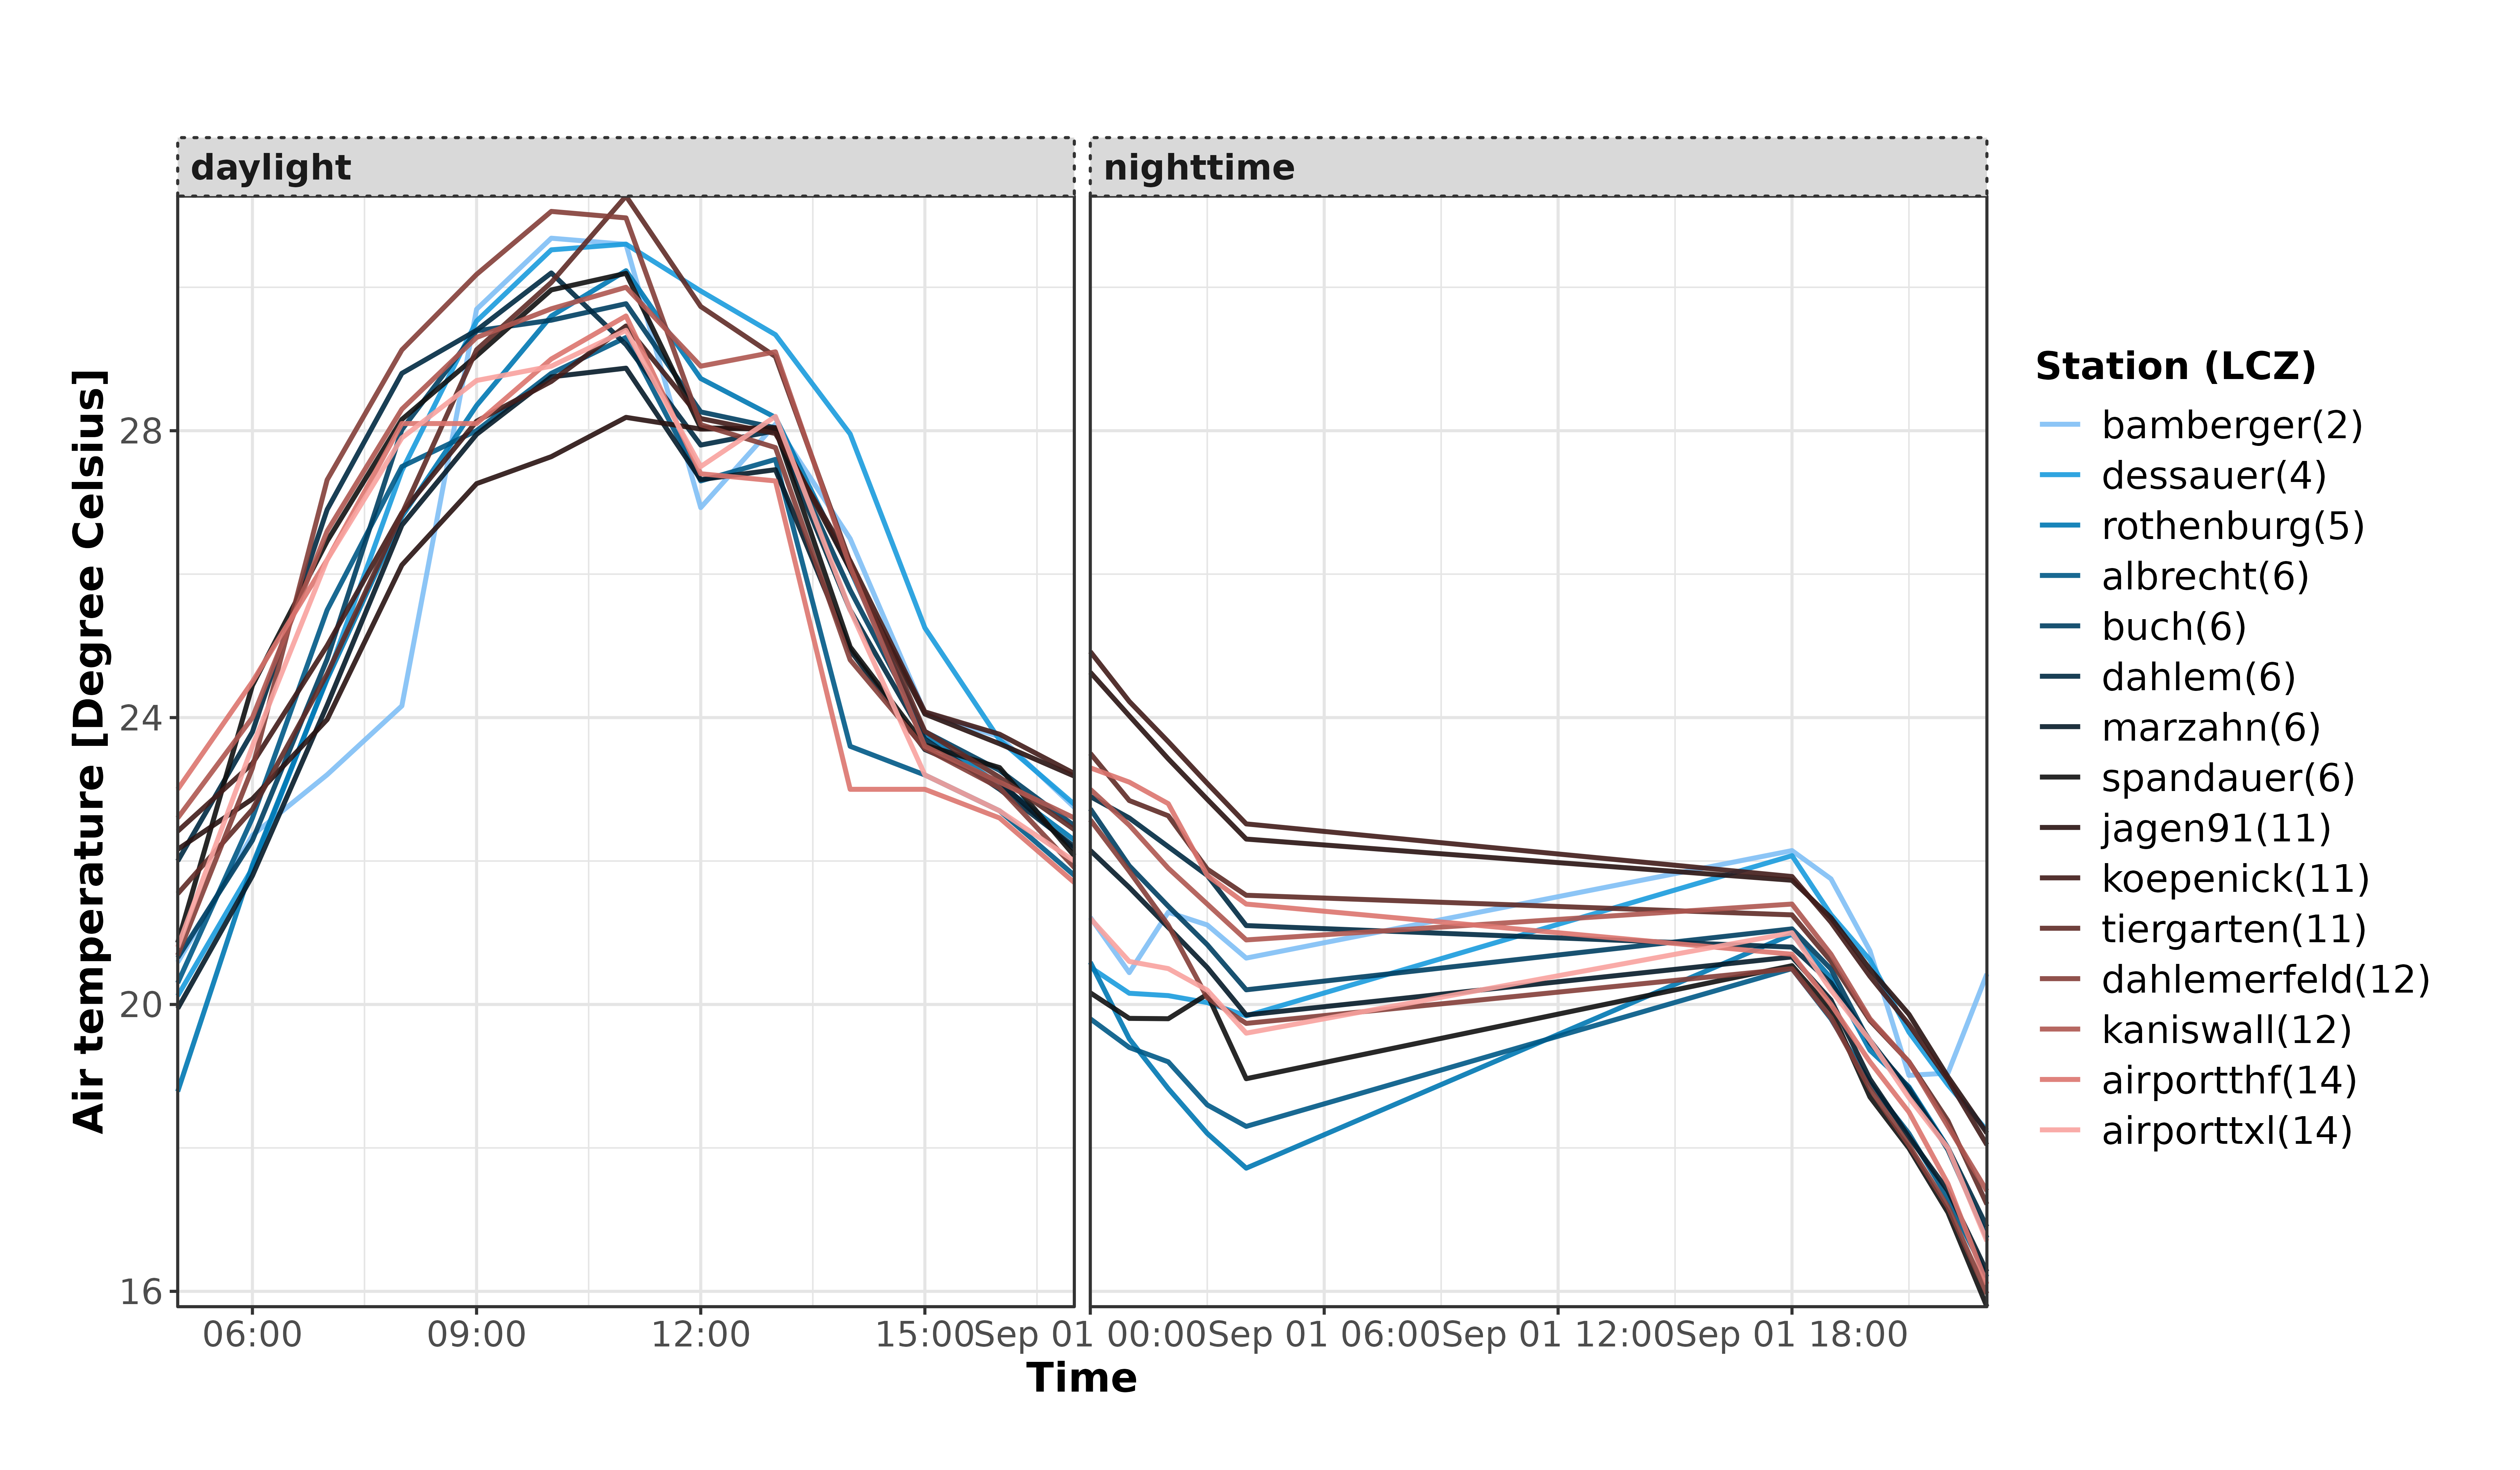 daylight
nighttime
Air temperature [Degree Celsius]
28
24
20
16
06:00
09:00
12:00
15:00
Sep 01 00:00
Sep 01 06:00
Sep 01 12:00
Sep 01 18:00
Time
Station (LCZ)
bamberger(2)
dessauer(4)
rothenburg(5)
albrecht(6)
buch(6)
dahlem(6)
marzahn(6)
spandauer(6)
jagen91(11)
koepenick(11)
tiergarten(11)
dahlemerfeld(12)
kaniswall(12)
airportthf(14)
airporttxl(14)